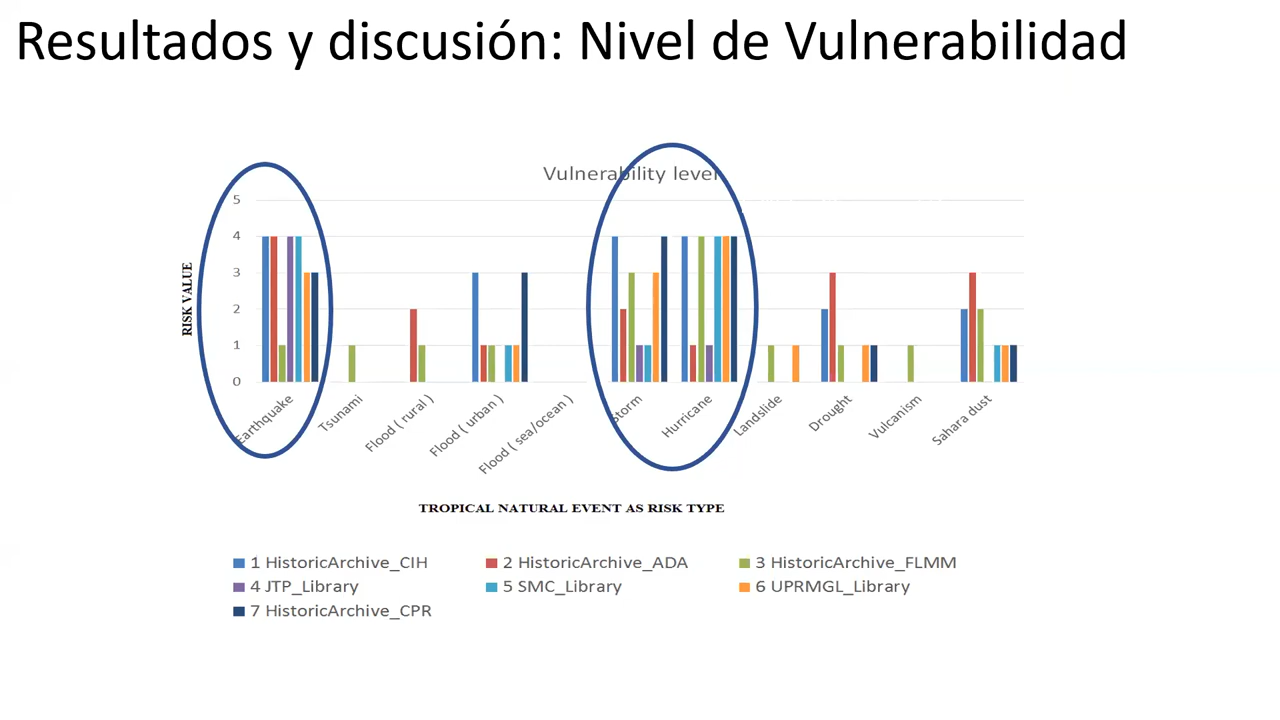 Resultados y discusión: Nivel de Vulnerabilidad
Vulnerability level
5
4
3
2
1
0
RISK VALUE
Earthquake
Tsunami
Flood ( rural )
Flood ( urban )
Flood ( sea/ocean )
Storm
Hurricane
Landslide
Drought
Vulcanism
Sahara dust
TROPICAL NATURAL EVENT AS RISK TYPE
1 HistoricArchive_CIH
2 HistoricArchive_ADA
3 HistoricArchive_FLMM
4 JTP_Library
5 SMC_Library
6 UPRMGL_Library
7 HistoricArchive_CPR